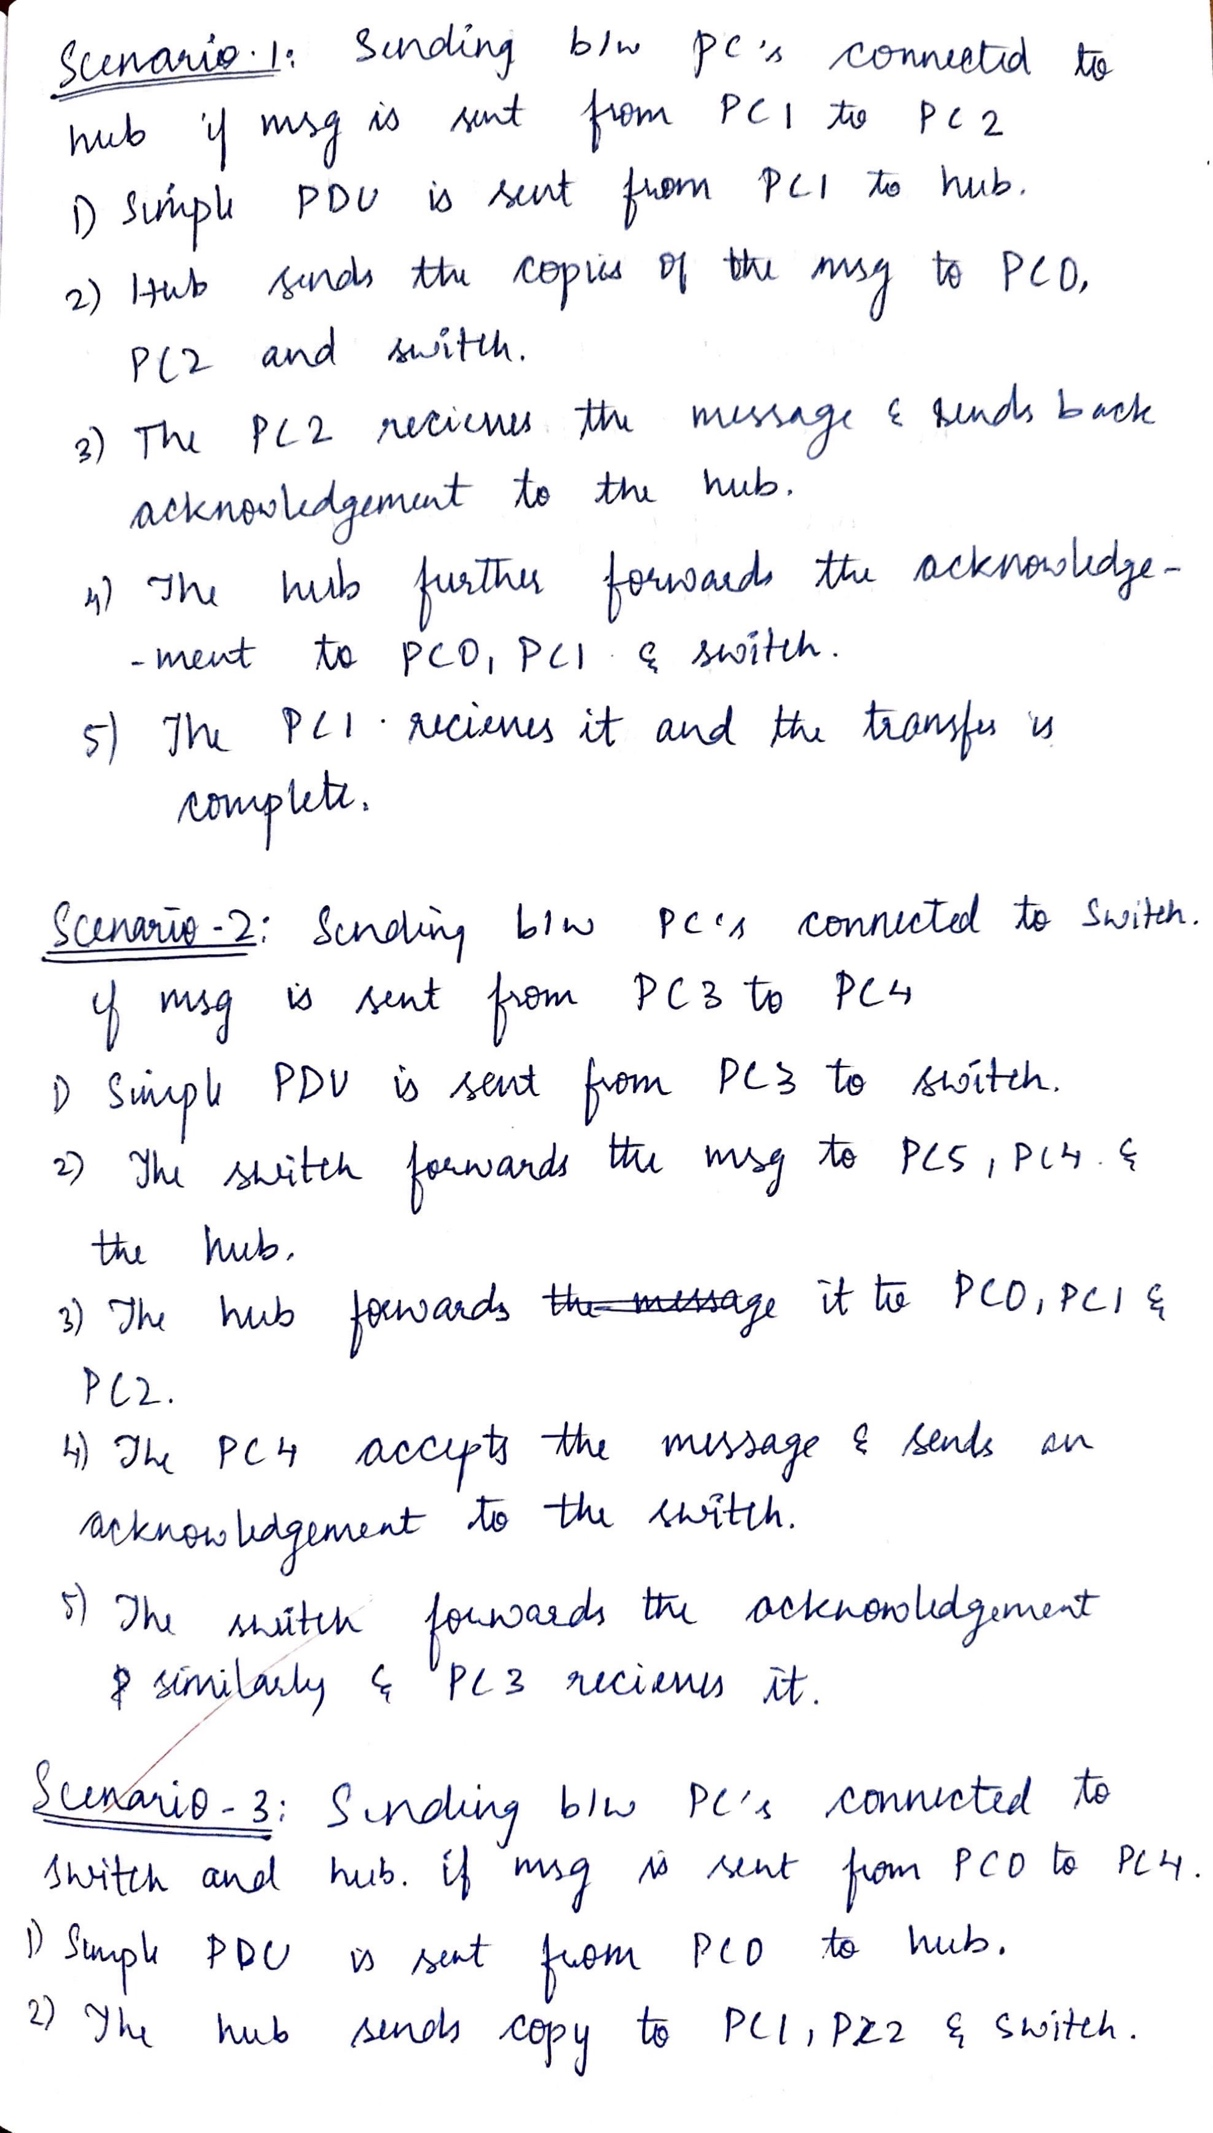 Scenario-1: Sending b/w PC's connected to
hub if msg is sent from PC1 to PC2
1) Simple PDU is sent from PC1 to hub.
2) Hub sends the copies of the msg to PC0,
PC2 and switch.
3) The PC2 recieves the message & sends back
acknowledgement to the hub.
4) The hub further forwards the acknowledge-
-ment to PC0, PC1 & switch.
5) The PC1 recieves it and the transfer is
complete.
Scenario-2: Sending b/w PC's connected to Switch.
if msg is sent from PC3 to PC4
1) Simple PDU is sent from PC3 to switch.
2) The switch forwards the msg to PC5, PC4 &
the hub.
3) The hub forwards the message it to PC0, PC1 &
PC2.
4) The PC4 accepts the message & sends an
acknowledgement to the switch.
5) The switch forwards the acknowledgement
similarly & PC3 recieves it.
Scenario-3: Sending b/w PC's connected to
switch and hub. if msg is sent from PC0 to PC4.
1) Simple PDU is sent from PC0 to hub.
2) The hub sends copy to PC1, PC2 & switch.